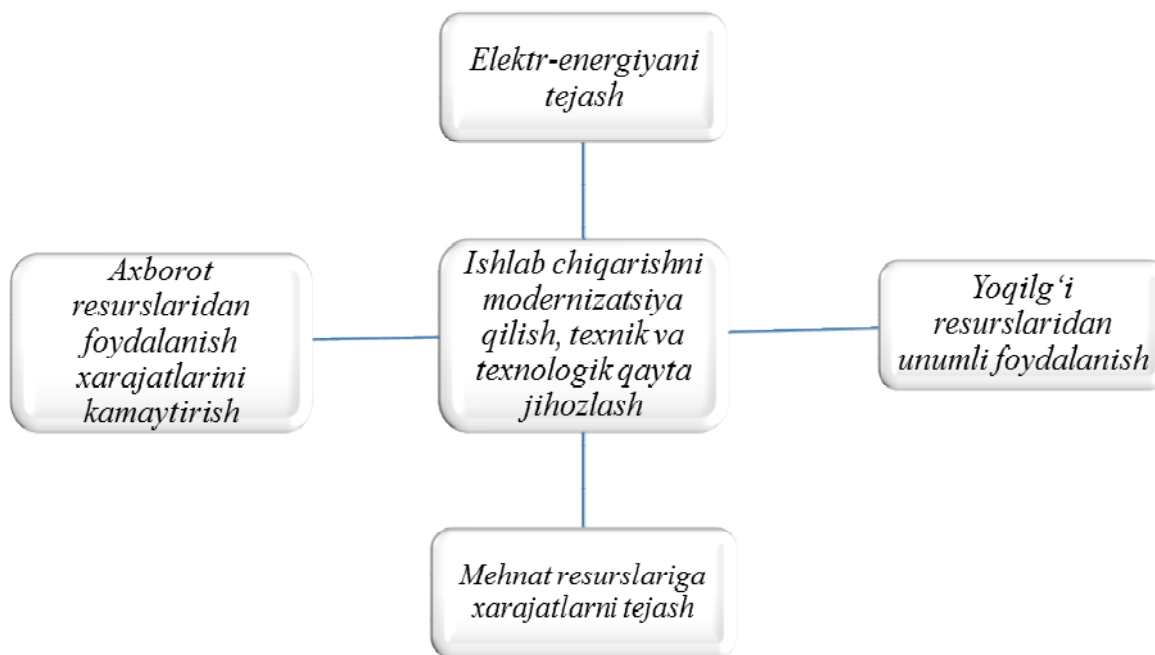 Elektr-energiyani
tejash
Axborot
resurslaridan
foydalanish
xarajatlarini
kamaytirish
Ishlab chiqarishni
modernizatsiya
qilish, texnik va
texnologik qayta
jihozlash
Yoqilg‘i
resurslaridan
unumli foydalanish
Mehnat resurslariga
xarajatlarni tejash